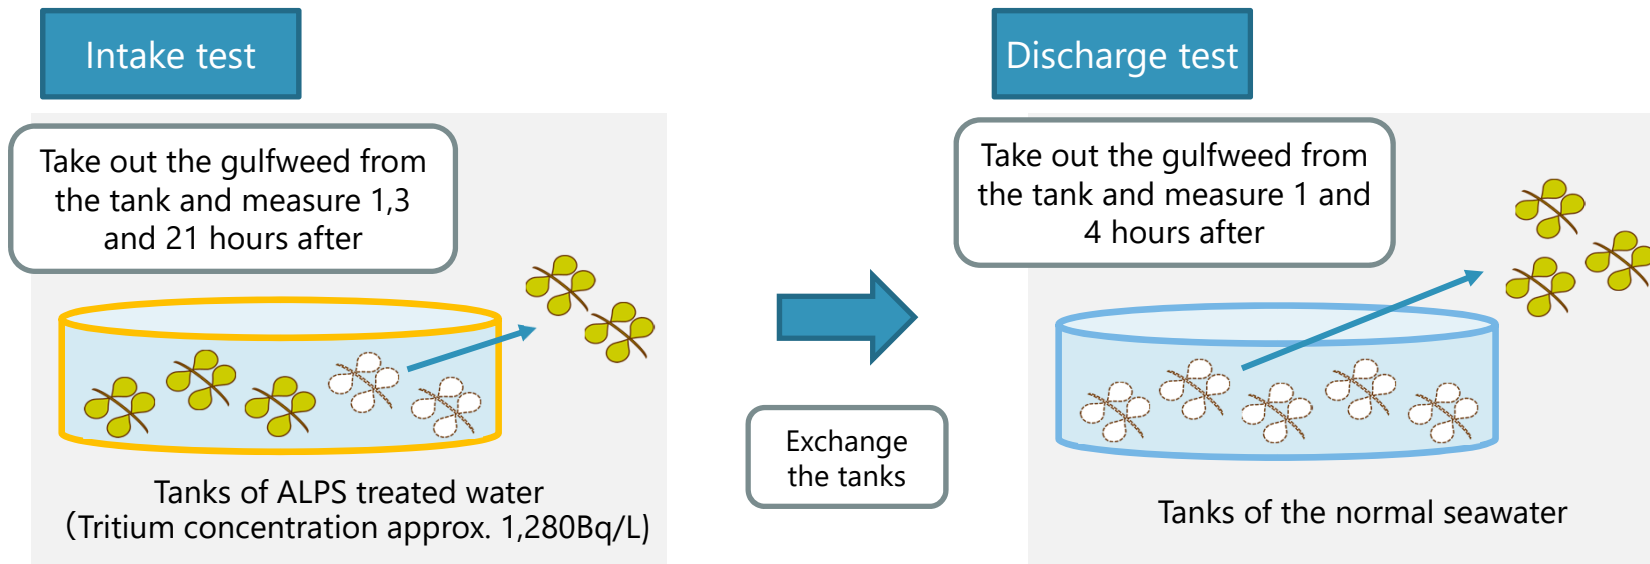 Intake test
Take out the gulfweed from
the tank and measure 1,3
and 21 hours after
Tanks of ALPS treated water
（Tritium concentration approx. 1,280Bq/L)
Exchange
the tanks
Discharge test
Take out the gulfweed from
the tank and measure 1 and
4 hours after
Tanks of the normal seawater